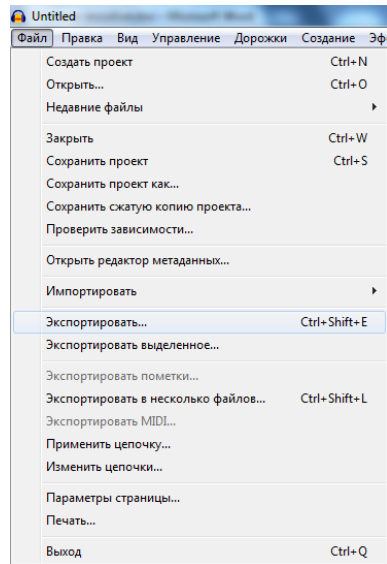 Untitled
Файл Правка Вид Управление Дорожки Создание Эф
Создать проект Ctrl+N
Открыть... Ctrl+O
Недавние файлы
Закрыть Ctrl+W
Сохранить проект Ctrl+S
Сохранить проект как...
Сохранить сжатую копию проекта...
Проверить зависимости...
Открыть редактор метаданных...
Импортировать
Экспортировать... Ctrl+Shift+E
Экспортировать выделенное...
Экспортировать пометки...
Экспортировать в несколько файлов... Ctrl+Shift+L
Экспортировать MIDI...
Применить цепочку...
Изменить цепочки...
Параметры страницы...
Печать...
Выход Ctrl+Q